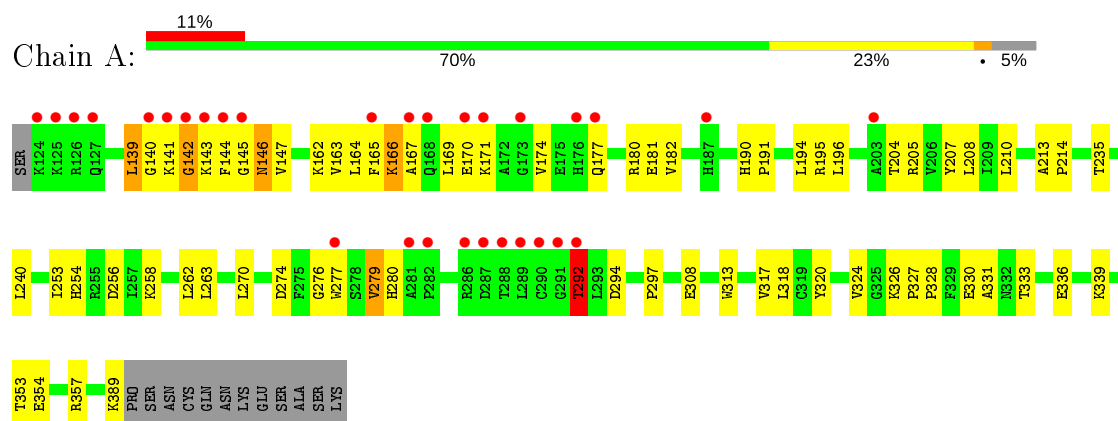 11%
Chain A:
70% 23% • 5%
SER K124 K125 R126 Q127 L139 G140 K141 G142 K143 F144 G145 N146 V147 K162 V163 L164 F165 K166 A167 Q168 L169 E170 K171 A172 G173 V174 E175 H176 Q177 R180 E181 V182 H187 H190 P191 L194 R195 L196 A203 T204 R205 V206 Y207 L208 I209 L210 A213 P214 T235
L240 I253 H254 R255 D256 I257 K258 L262 L263 L270 D274 F275 G276 W277 S278 V279 H280 A281 P282 R286 D287 T288 L289 C290 G291 T292 L293 D294 P297 E308 W313 V317 L318 C319 Y320 V324 G325 K326 P327 P328 F329 E330 A331 N332 T333 E336 K339
T353 E354 R357 K389 PRO SER ASN CYS GLN ASN LYS GLU SER ALA SER LYS